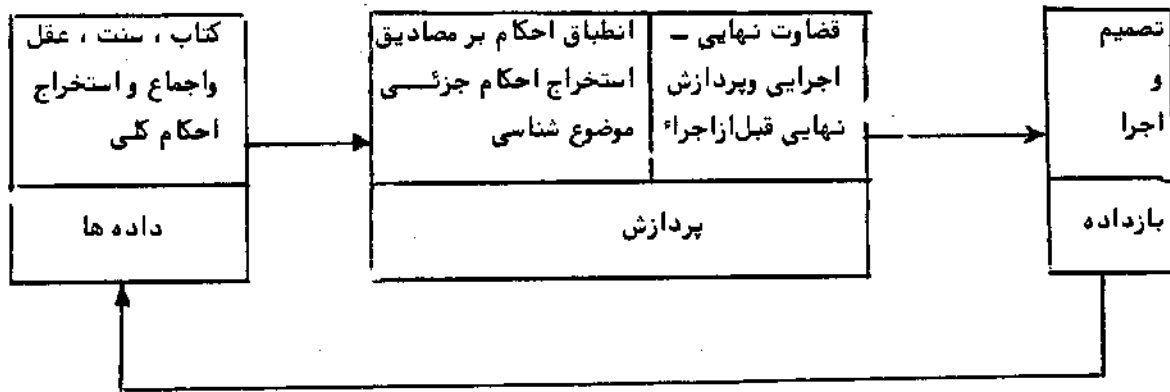 کتاب ، سنت ، عقل
واجماع و استخراج
احکام کلی
داده ها
انطباق احکام بر مصادیق
استخراج احکام جزئی
موضوع شناسی
قضاوت نهایی –
اجرایی وپردازش
نهایی قبل‌ازاجراء
پردازش
تصمیم
و
اجرا
بازداده